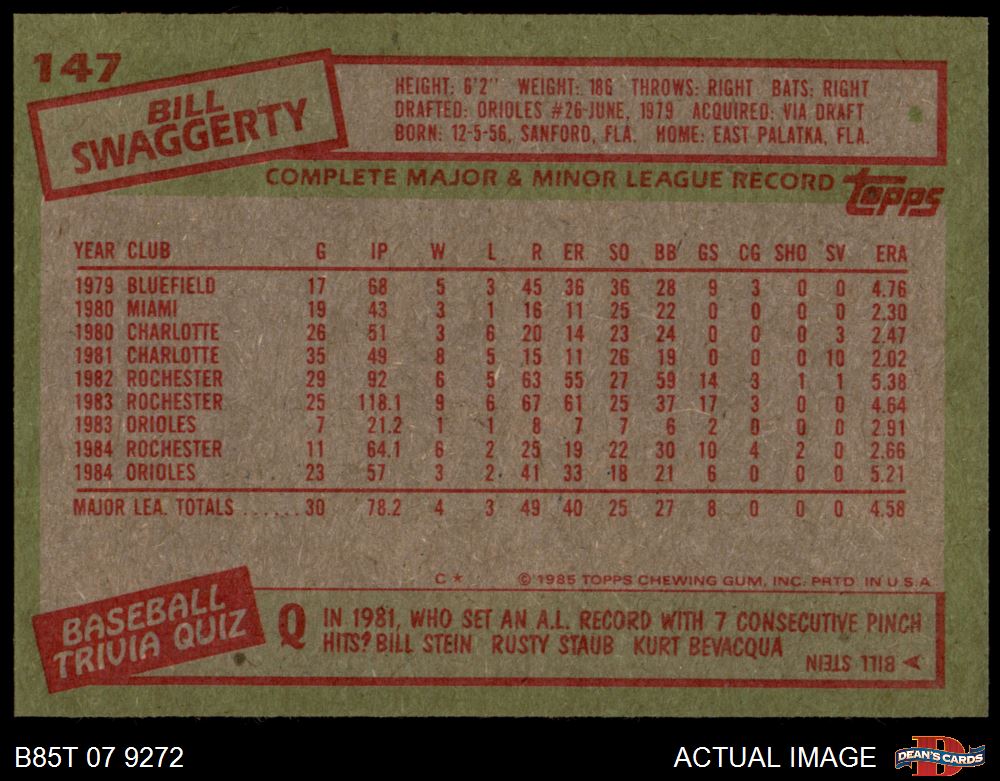 147
BILL
SWAGGERTY
HEIGHT: 6'2" WEIGHT: 186 THROWS: RIGHT BATS: RIGHT
DRAFTED: ORIOLES #26-JUNE, 1979 ACQUIRED: VIA DRAFT
BORN: 12-5-56, SANFORD, FLA. HOME: EAST PALATKA, FLA.
COMPLETE MAJOR & MINOR LEAGUE RECORD
topps
YEAR CLUB G IP W L R ER SO BB GS CG SHO SV ERA
1979 BLUEFIELD 17 68 5 3 45 36 36 28 9 3 0 0 4.76
1980 MIAMI 19 43 3 1 16 11 25 22 0 0 0 0 2.30
1980 CHARLOTTE 26 51 3 6 20 14 23 24 0 0 0 3 2.47
1981 CHARLOTTE 35 49 8 5 15 11 26 19 0 0 0 10 2.02
1982 ROCHESTER 29 92 6 5 63 55 27 59 14 3 1 1 5.38
1983 ROCHESTER 25 118.1 9 6 67 61 25 37 17 3 0 0 4.64
1983 ORIOLES 7 21.2 1 1 8 7 7 6 2 0 0 0 2.91
1984 ROCHESTER 11 64.1 6 2 25 19 22 30 10 4 2 0 2.66
1984 ORIOLES 23 57 3 2 41 33 18 21 6 0 0 0 5.21
MAJOR LEA. TOTALS ...... 30 78.2 4 3 49 40 25 27 8 0 0 0 4.58
C * © 1985 TOPPS CHEWING GUM, INC. PRTD. IN U.S.A.
BASEBALL
TRIVIA QUIZ
Q IN 1981, WHO SET AN A.L. RECORD WITH 7 CONSECUTIVE PINCH
HITS? BILL STEIN RUSTY STAUB KURT BEVACQUA
BILL STEIN
B85T 07 9272
ACTUAL IMAGE
D
DEAN'S CARDS